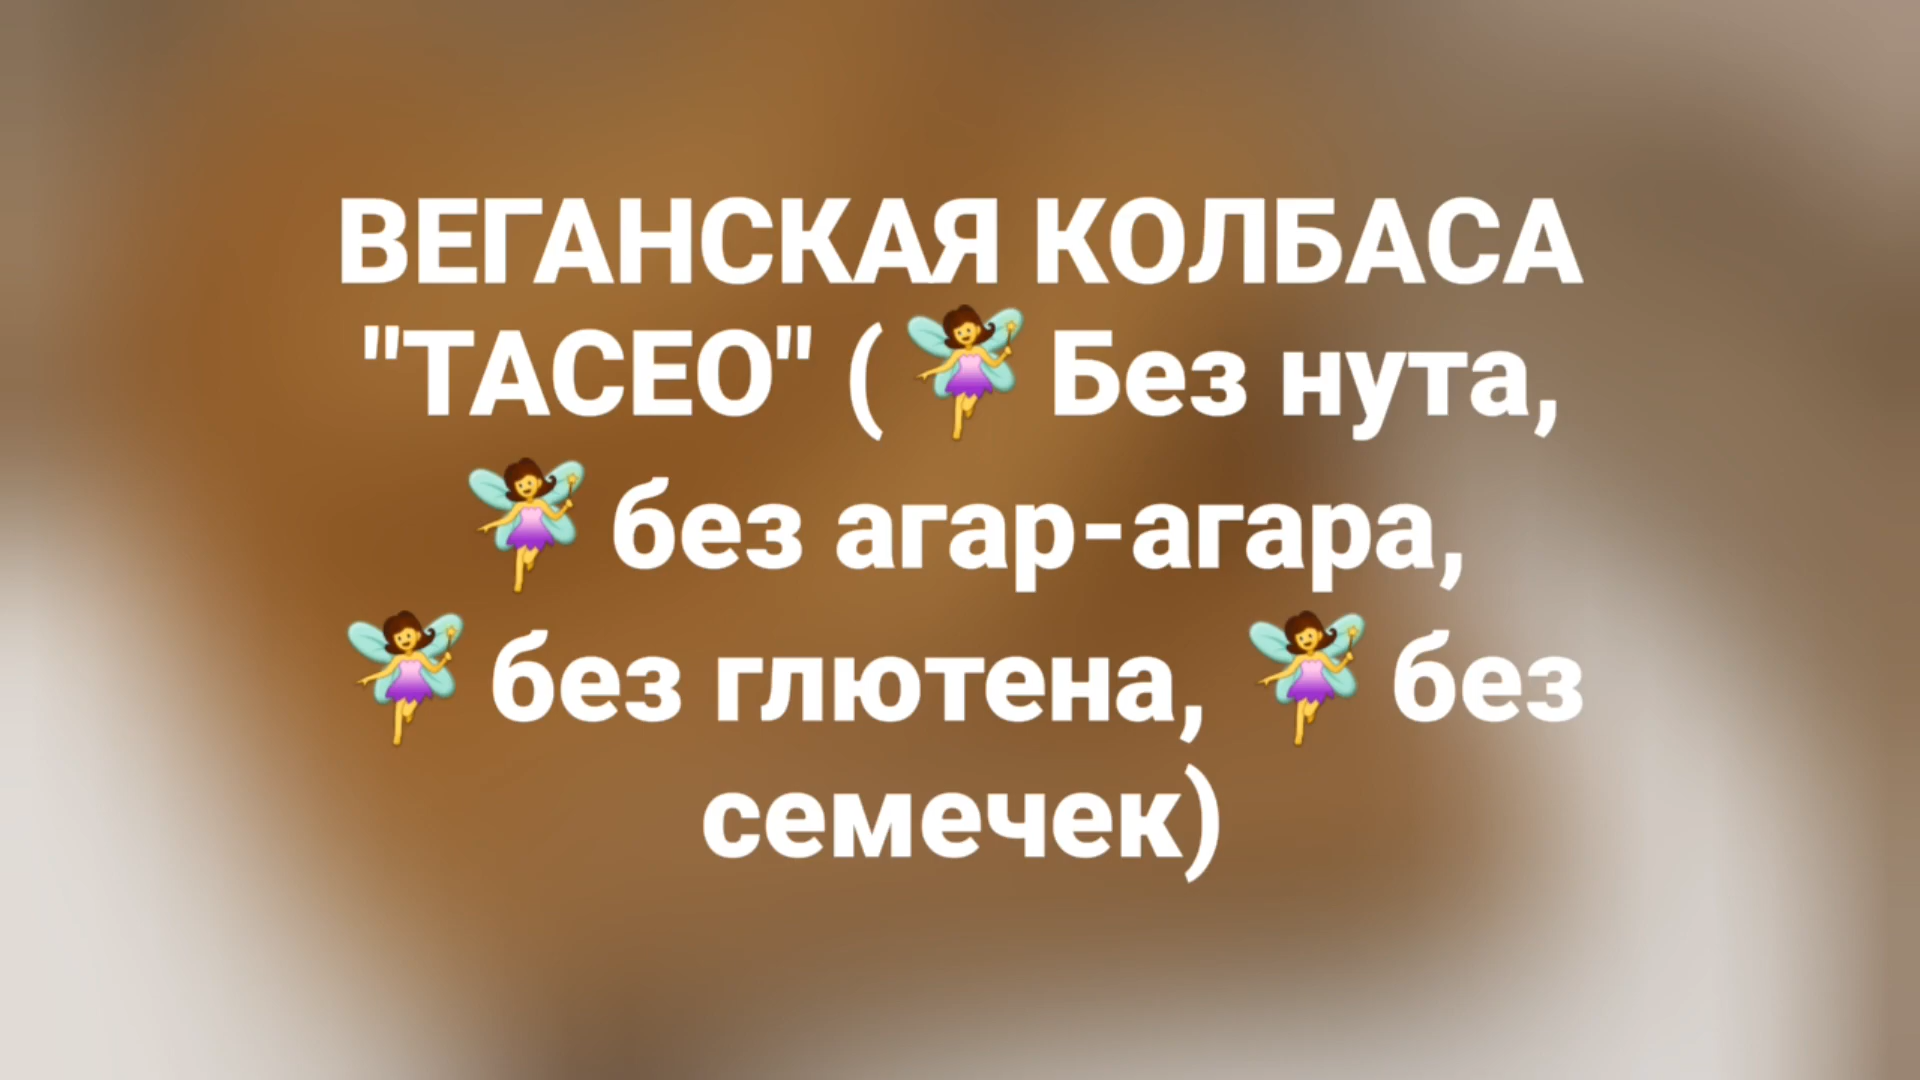 ВЕГАНСКАЯ КОЛБАСА
"ТАСЕО" (🧚‍♀️ Без нута,
🧚‍♀️ без агар-агара,
🧚‍♀️ без глютена, 🧚‍♀️ без
семечек)